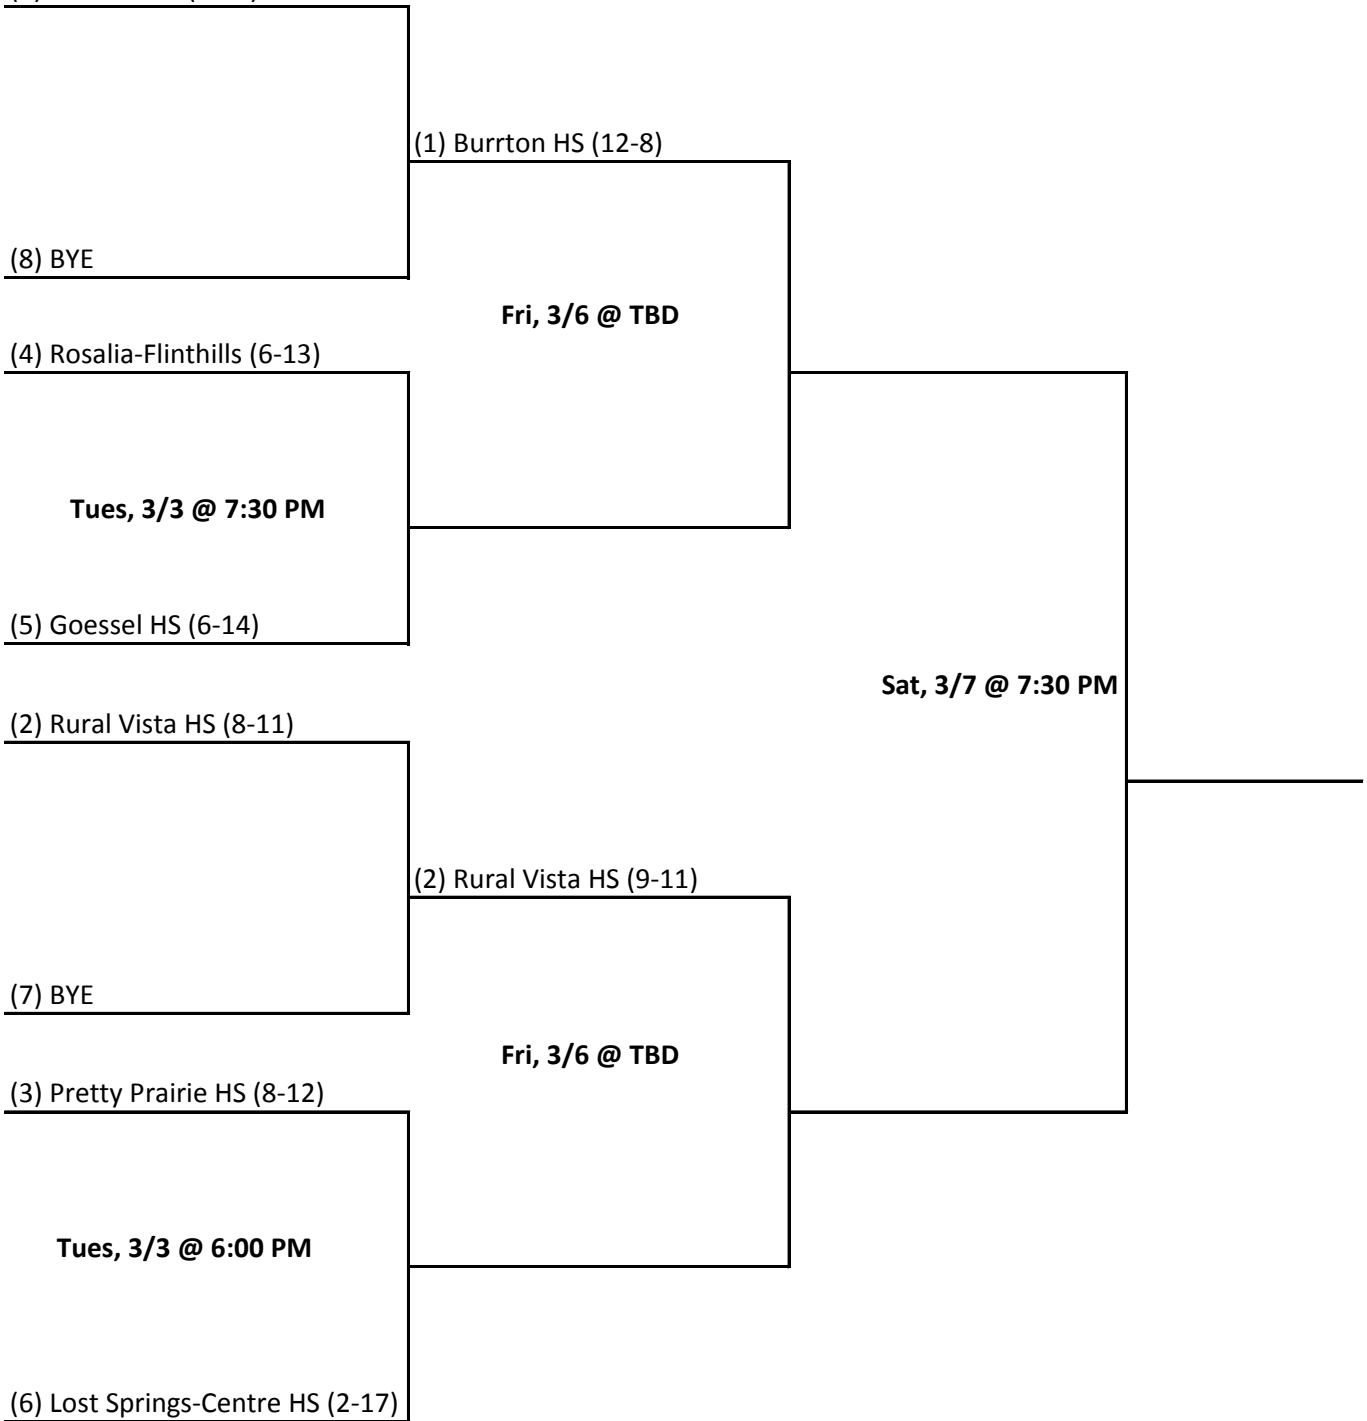 (1) Burrton HS (12-8)
(8) BYE
Fri, 3/6 @ TBD
(4) Rosalia-Flinthills (6-13)
Tues, 3/3 @ 7:30 PM
(5) Goessel HS (6-14)
Sat, 3/7 @ 7:30 PM
(2) Rural Vista HS (8-11)
(2) Rural Vista HS (9-11)
(7) BYE
Fri, 3/6 @ TBD
(3) Pretty Prairie HS (8-12)
Tues, 3/3 @ 6:00 PM
(6) Lost Springs-Centre HS (2-17)